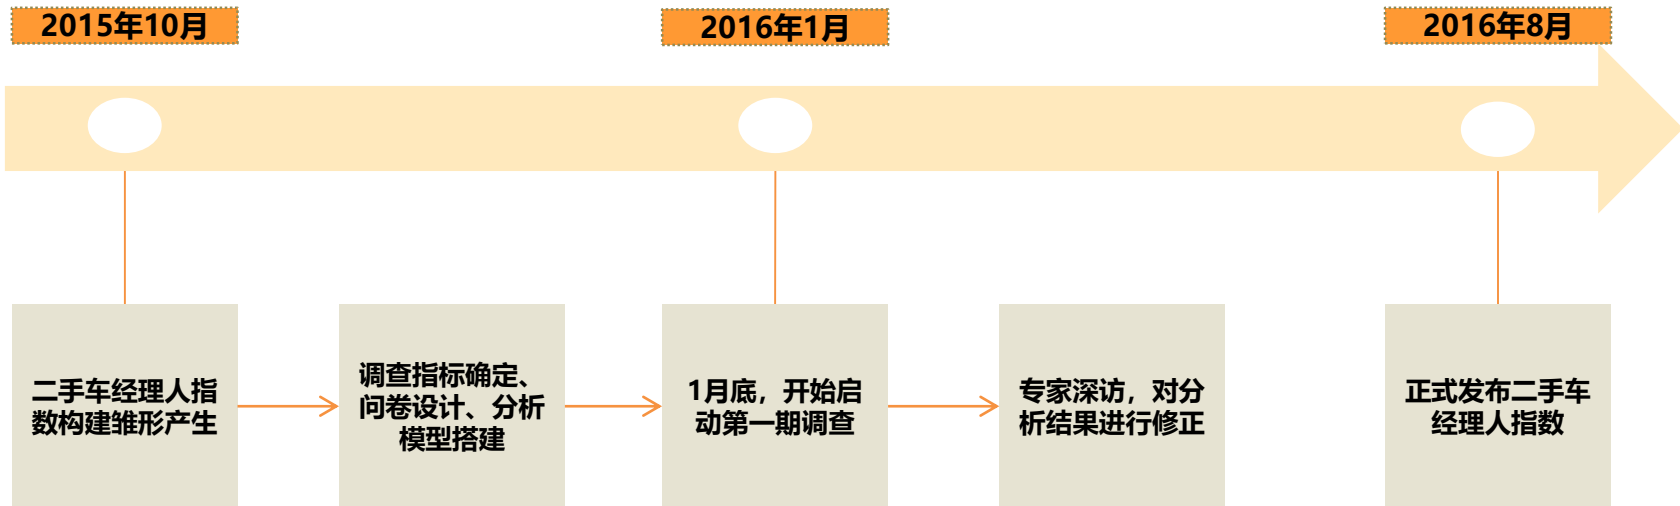 2015年10月
2016年1月
2016年8月
二手车经理人指
数构建雏形产生
调查指标确定、
问卷设计、分析
模型搭建
1月底，开始启
动第一期调查
专家深访，对分
析结果进行修正
正式发布二手车
经理人指数